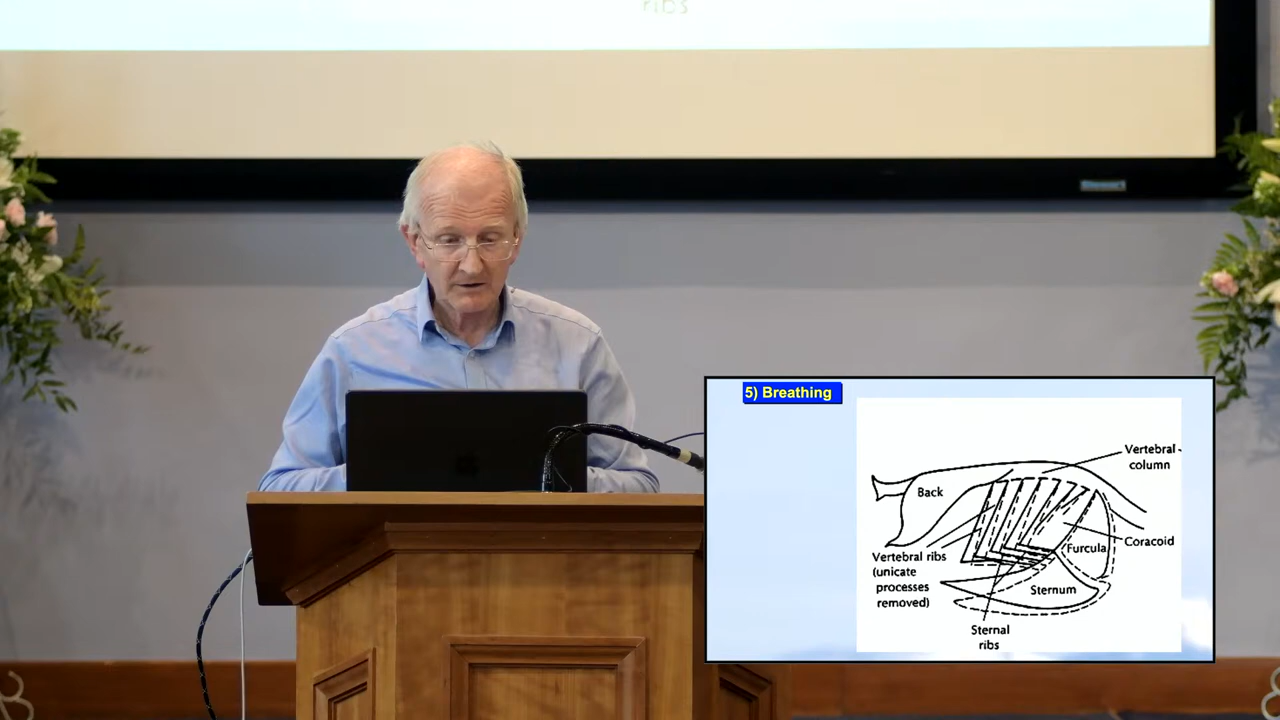 ribs
5) Breathing
Vertebral
column
Back
Coracoid
Furcula
Vertebral ribs
(unicate
processes
removed)
Sternum
Sternal
ribs